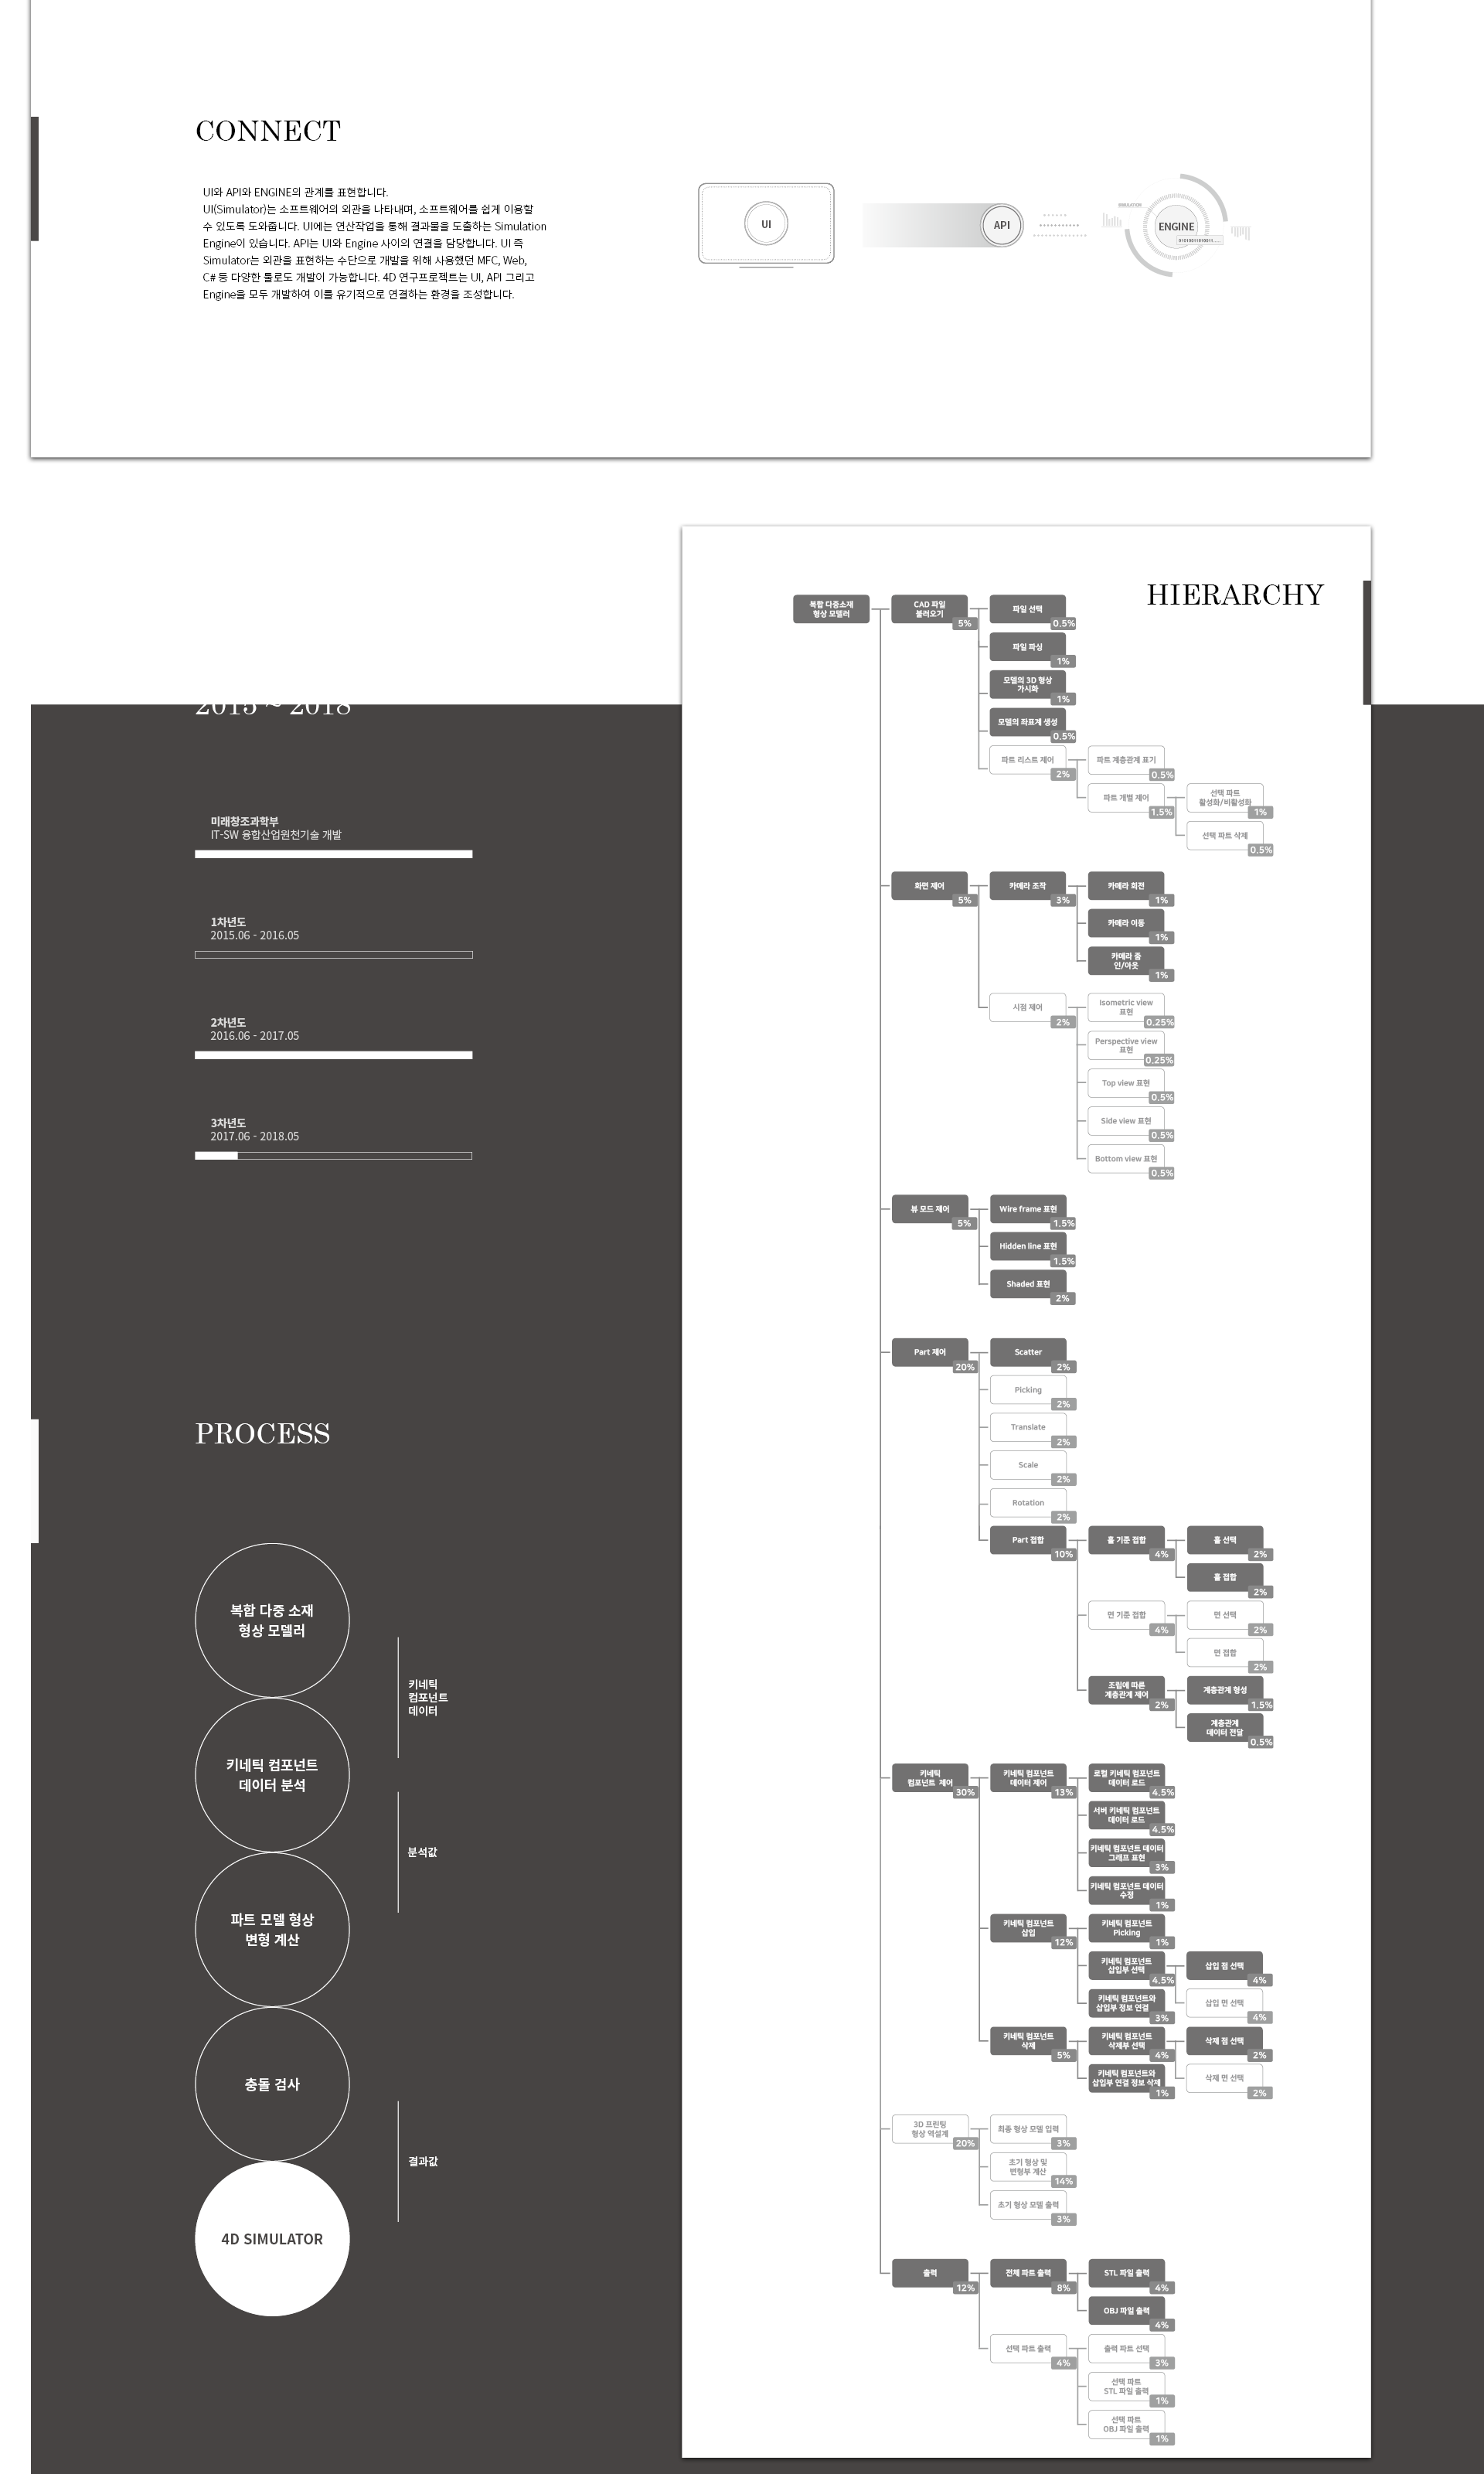 CONNECT
UI와 API와 ENGINE의 관계를 표현합니다.
UI(Simulator)는 소프트웨어의 외관을 나타내며, 소프트웨어를 쉽게 이용할
수 있도록 도와줍니다. UI에는 연산작업을 통해 결과물을 도출하는 Simulation
Engine이 있습니다. API는 UI와 Engine 사이의 연결을 담당합니다. UI 즉
Simulator는 외관을 표현하는 수단으로 개발을 위해 사용했던 MFC, Web,
C# 등 다양한 툴로도 개발이 가능합니다. 4D 연구프로젝트는 UI, API 그리고
Engine을 모두 개발하여 이를 유기적으로 연결하는 환경을 조성합니다.
UI
API
SIMULATION
ENGINE
2015 ~ 2018
미래창조과학부
IT-SW 융합산업원천기술 개발
1차년도
2015.06 - 2016.05
2차년도
2016.06 - 2017.05
3차년도
2017.06 - 2018.05
PROCESS
복합 다중 소재
형상 모델러
키네틱
컴포넌트
데이터
키네틱 컴포넌트
데이터 분석
분석값
파트 모델 형상
변형 계산
충돌 검사
결과값
4D SIMULATOR
HIERARCHY
복합 다중소재
형상 모델러
CAD 파일
불러오기
5%
파일 선택
0.5%
파일 파싱
1%
모델의 3D 형상
가시화
1%
모델의 좌표계 생성
0.5%
파트 리스트 제어
2%
파트 계층관계 표기
0.5%
파트 개별 제어
1.5%
선택 파트
활성화/비활성화
1%
선택 파트 삭제
0.5%
화면 제어
5%
카메라 조작
3%
카메라 회전
1%
카메라 이동
1%
카메라 줌
인/아웃
1%
시점 제어
2%
Isometric view
표현
0.25%
Perspective view
표현
0.25%
Top view 표현
0.5%
Side view 표현
0.5%
Bottom view 표현
0.5%
뷰 모드 제어
5%
Wire frame 표현
1.5%
Hidden line 표현
1.5%
Shaded 표현
2%
Part 제어
20%
Scatter
2%
Picking
2%
Translate
2%
Scale
2%
Rotation
2%
Part 접합
10%
홀 기준 접합
4%
홀 선택
2%
홀 접합
2%
면 기준 접합
4%
면 선택
2%
면 접합
2%
조립에 따른
계층관계 제어
2%
계층관계 형성
1.5%
계층관계
데이터 전달
0.5%
키네틱
컴포넌트 제어
30%
키네틱 컴포넌트
데이터 제어
13%
로컬 키네틱 컴포넌트
데이터 로드
4.5%
서버 키네틱 컴포넌트
데이터 로드
4.5%
키네틱 컴포넌트 데이터
그래프 표현
3%
키네틱 컴포넌트 데이터
수정
1%
키네틱 컴포넌트
삽입
12%
키네틱 컴포넌트
Picking
1%
키네틱 컴포넌트
삽입부 선택
4.5%
삽입 점 선택
4%
삽입 면 선택
4%
키네틱 컴포넌트와
삽입부 정보 연결
3%
키네틱 컴포넌트
삭제
5%
키네틱 컴포넌트
삭제부 선택
4%
삭제 점 선택
2%
삭제 면 선택
2%
키네틱 컴포넌트와
삽입부 연결 정보 삭제
1%
3D 프린팅
형상 역설계
20%
최종 형상 모델 입력
3%
초기 형상 및
변형부 계산
14%
초기 형상 모델 출력
3%
출력
12%
전체 파트 출력
8%
STL 파일 출력
4%
OBJ 파일 출력
4%
선택 파트 출력
4%
출력 파트 선택
3%
선택 파트
STL 파일 출력
1%
선택 파트
OBJ 파일 출력
1%